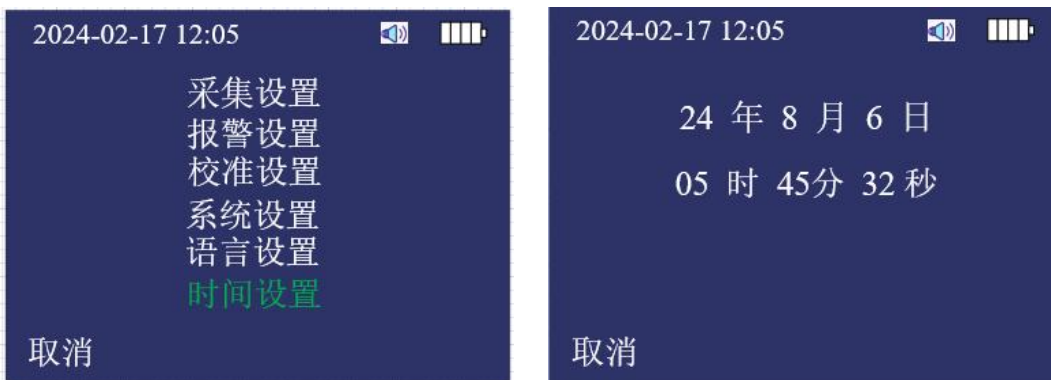 2024-02-17 12:05
采集设置
报警设置
校准设置
系统设置
语言设置
时间设置
取消
2024-02-17 12:05
24 年 8 月 6 日
05 时 45分 32 秒
取消